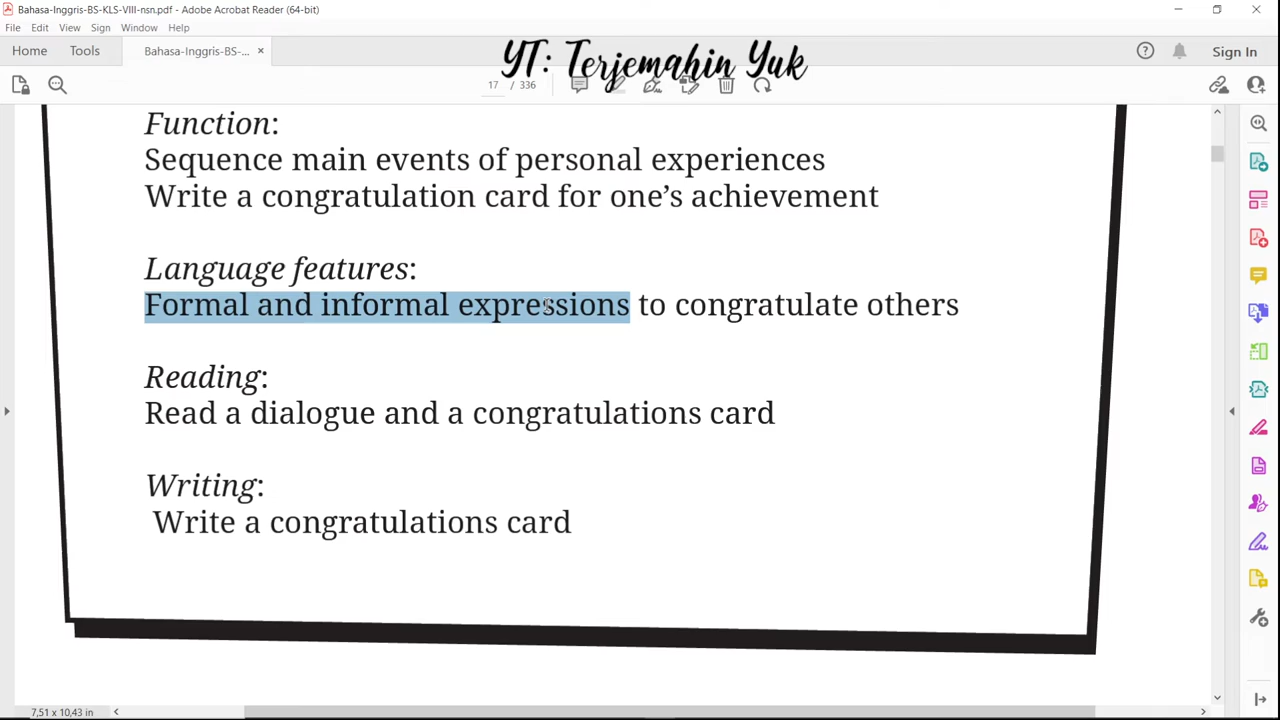 Bahasa-Inggris-BS-KLS-VIII-nsn.pdf - Adobe Acrobat Reader (64-bit)
File Edit View Sign Window Help
Home Tools Bahasa-Inggris-BS-... × Sign In
YT: Terjemahin Yuk
17 / 336
Function:
Sequence main events of personal experiences
Write a congratulation card for one’s achievement
Language features:
Formal and informal expressions to congratulate others
Reading:
Read a dialogue and a congratulations card
Writing:
Write a congratulations card
7,51 x 10,43 in